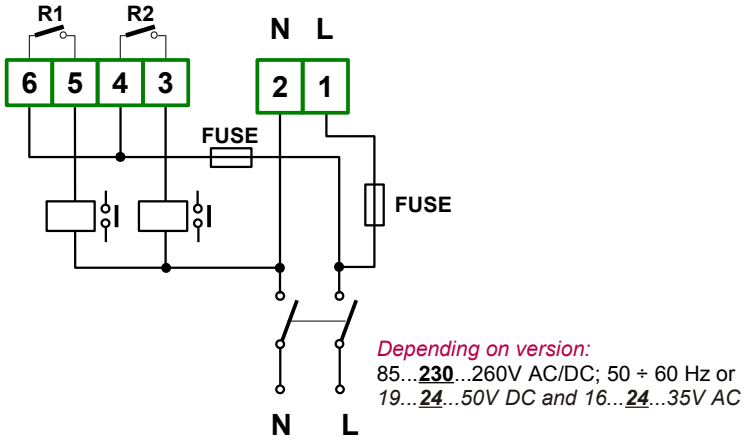 R1 R2
N L
6 5 4 3 2 1
FUSE
FUSE
Depending on version:
85...230...260V AC/DC; 50 ÷ 60 Hz or
19...24...50V DC and 16...24...35V AC
N L